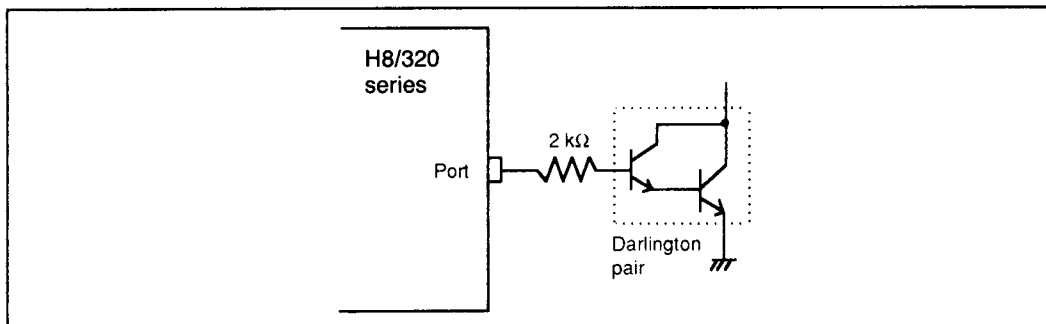 H8/320
series
2 kΩ
Port
Darlington
pair